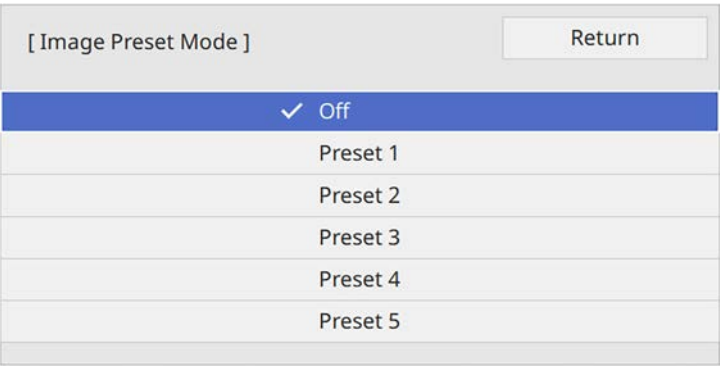 [ Image Preset Mode ]
Return
✓ Off
Preset 1
Preset 2
Preset 3
Preset 4
Preset 5